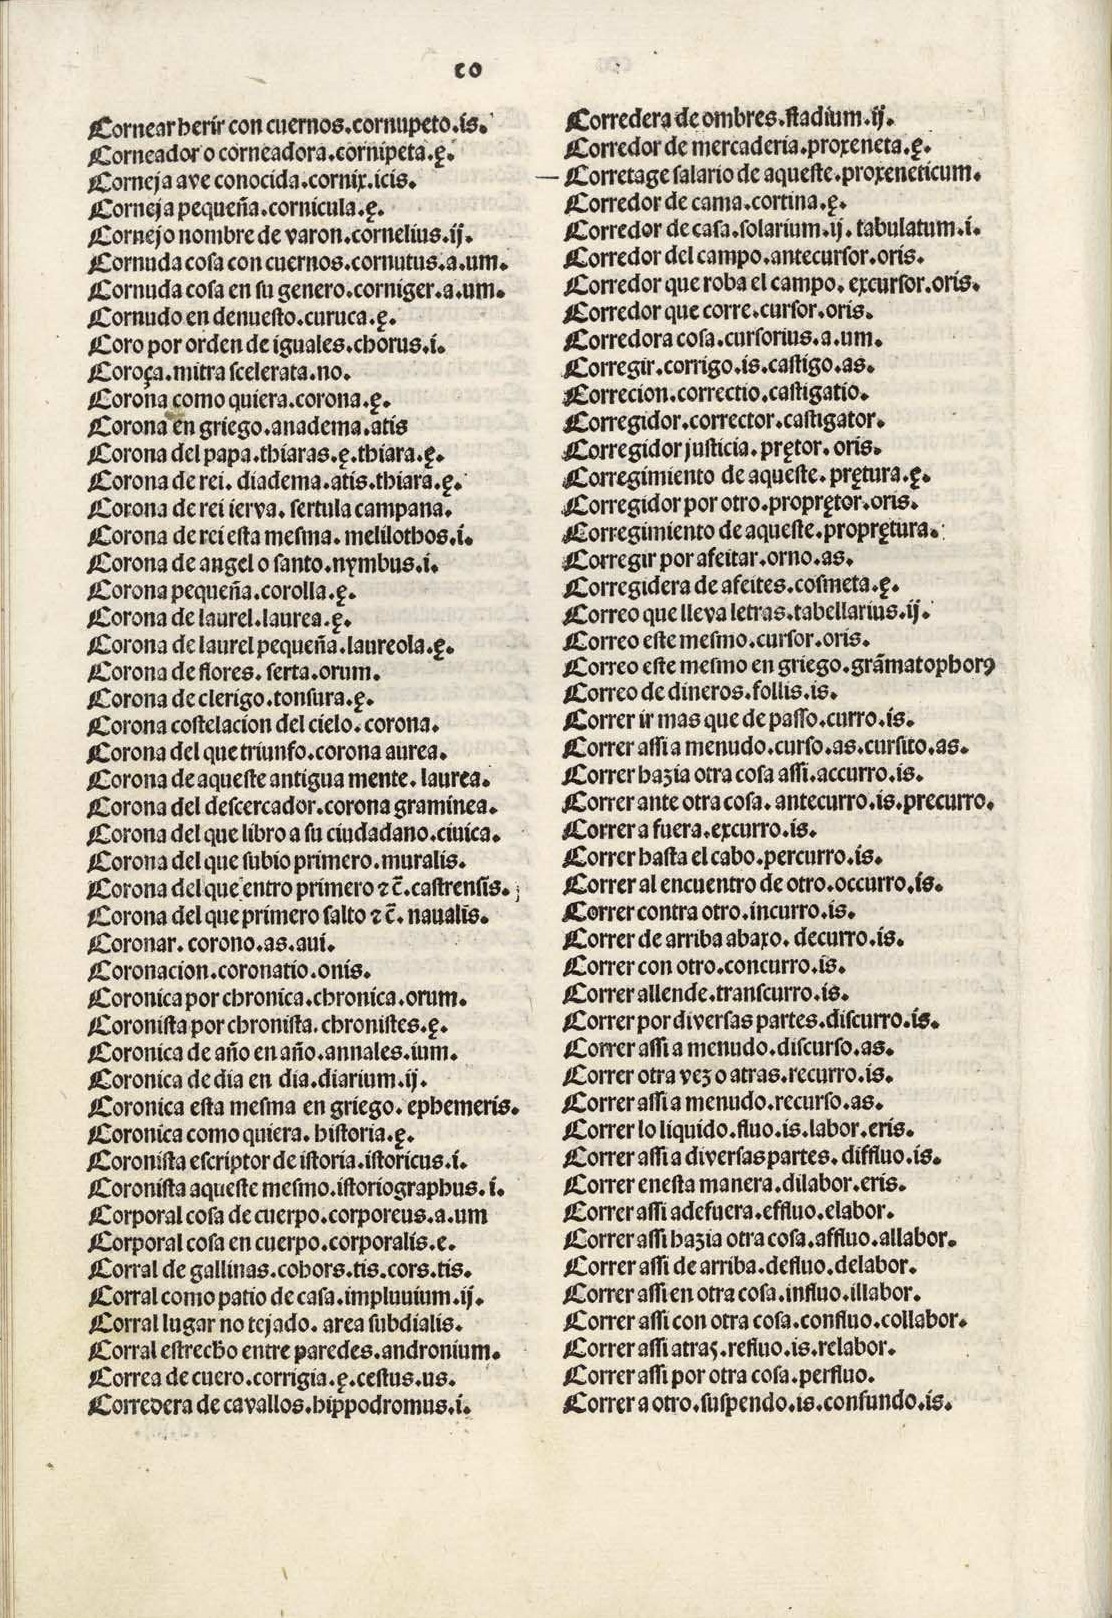 co
Cornear herir con cuernos.cornupeto.is.
Corneador o corneadora.cornipeta.ę.
Corneja ave conocida.cornix.icis.
Corneja pequeña.cornicula.ę.
Cornejo nombre de varon.cornelius.ij.
Cornuda cosa con cuernos.cornutus.a.um.
Cornuda cosa en su genero.corniger.a.um.
Cornudo en denuesto.curuca.ę.
Coro por orden de iguales.chorus.i.
Coroça.mitra scelerata.no.
Corona como quiera.corona.ę.
Corona en griego.anadema.atis
Corona del papa.thiaras.ę.thiara.ę.
Corona de rei.diadema.atis.thiara.ę.
Corona de rei ierva.sertula campana.
Corona de rei esta mesma.melilothos.i.
Corona de angel o santo.nymbus.i.
Corona pequeña.corolla.ę.
Corona de laurel.laurea.ę.
Corona de laurel pequeña.laureola.ę.
Corona de flores.serta.orum.
Corona de clerigo.tonsura.ę.
Corona costelacion del cielo.corona.
Corona del que triunfo.corona aurea.
Corona de aqueste antigua mente.laurea.
Corona del descercador.corona graminea.
Corona del que libro a su ciudadano.civica.
Corona del que subio primero.muralis.
Corona del que entro primero ⁊ c̄.castrensis.
Corona del que primero salto ⁊ c̄.naualis.
Coronar.corono.as.aui.
Coronacion.coronatio.onis.
Coronica por chronica.chronica.orum.
Coronista por chronista.chronistes.ę.
Coronica de año en año.annales.ium.
Coronica de dia en dia.diarium.ij.
Coronica esta mesma en griego.ephemeris.
Coronica como quiera.historia.ę.
Coronista escriptor de istoria.istoricus.i.
Coronista aqueste mesmo.istoriographus.i.
Corporal cosa de cuerpo.corporeus.a.um
Corporal cosa en cuerpo.corporalis.e.
Corral de gallinas.cohors.tis.cors.tis.
Corral como patio de casa.impluuium.ij.
Corral lugar no tejado.area subdialis.
Corral estrecho entre paredes.andronium.
Correa de cuero.corrigia.ę.cestus.us.
Corredera de cavallos.hippodromus.i.
Corredera de ombres.stadium.ij.
Corredor de mercaderia.proxeneta.ę.
Corretage salario de aqueste.proxeneticum.
Corredor de cama.cortina.ę.
Corredor de casa.solarium.ij.tabulatum.i.
Corredor del campo.antecursor.oris.
Corredor que roba el campo.excursor.oris.
Corredor que corre.cursor.oris.
Corredora cosa.cursorius.a.um.
Corregir.corrigo.is.castigo.as.
Correcion.correctio.castigatio.
Corregidor.corrector.castigator.
Corregidor justicia.prętor.oris.
Corregimiento de aqueste.prętura.ę.
Corregidor por otro.proprętor.oris.
Corregimiento de aqueste.proprętura.
Corregir por afeitar.orno.as.
Corregidera de afeites.cosmeta.ę.
Correo que lleva letras.tabellarius.ij.
Correo este mesmo.cursor.oris.
Correo este mesmo en griego.grãmatophorꝰ
Correo de dineros.follis.is.
Correr ir mas que de passo.curro.is.
Correr assi a menudo.curso.as.cursito.as.
Correr hazia otra cosa assi.accurro.is.
Correr ante otra cosa.antecurro.is.precurro.
Correr a fuera.excurro.is.
Correr hasta el cabo.percurro.is.
Correr al encuentro de otro.occurro.is.
Correr contra otro.incurro.is.
Correr de arriba abaxo.decurro.is.
Correr con otro.concurro.is.
Correr allende.transcurro.is.
Correr por diversas partes.discurro.is.
Correr assi a menudo.discurso.as.
Correr otra vez o atras.recurro.is.
Correr assi a menudo.recurso.as.
Correr lo liquido.fluo.is.labor.eris.
Correr assi a diversas partes.diffluo.is.
Correr enesta manera.dilabor.eris.
Correr assi adefuera.effluo.elabor.
Correr assi hazia otra cosa.affluo.allabor.
Correr assi de arriba.defluo.delabor.
Correr assi en otra cosa.influo.illabor.
Correr assi con otra cosa.confluo.collabor.
Correr assi atras.refluo.is.relabor.
Correr assi por otra cosa.perfluo.
Correr a otro.suspendo.is.confundo.is.